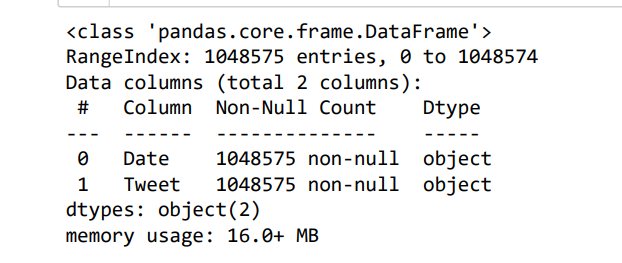 <class 'pandas.core.frame.DataFrame'>
RangeIndex: 1048575 entries, 0 to 1048574
Data columns (total 2 columns):
 #   Column  Non-Null Count    Dtype
---  ------  --------------    -----
 0   Date    1048575 non-null  object
 1   Tweet   1048575 non-null  object
dtypes: object(2)
memory usage: 16.0+ MB